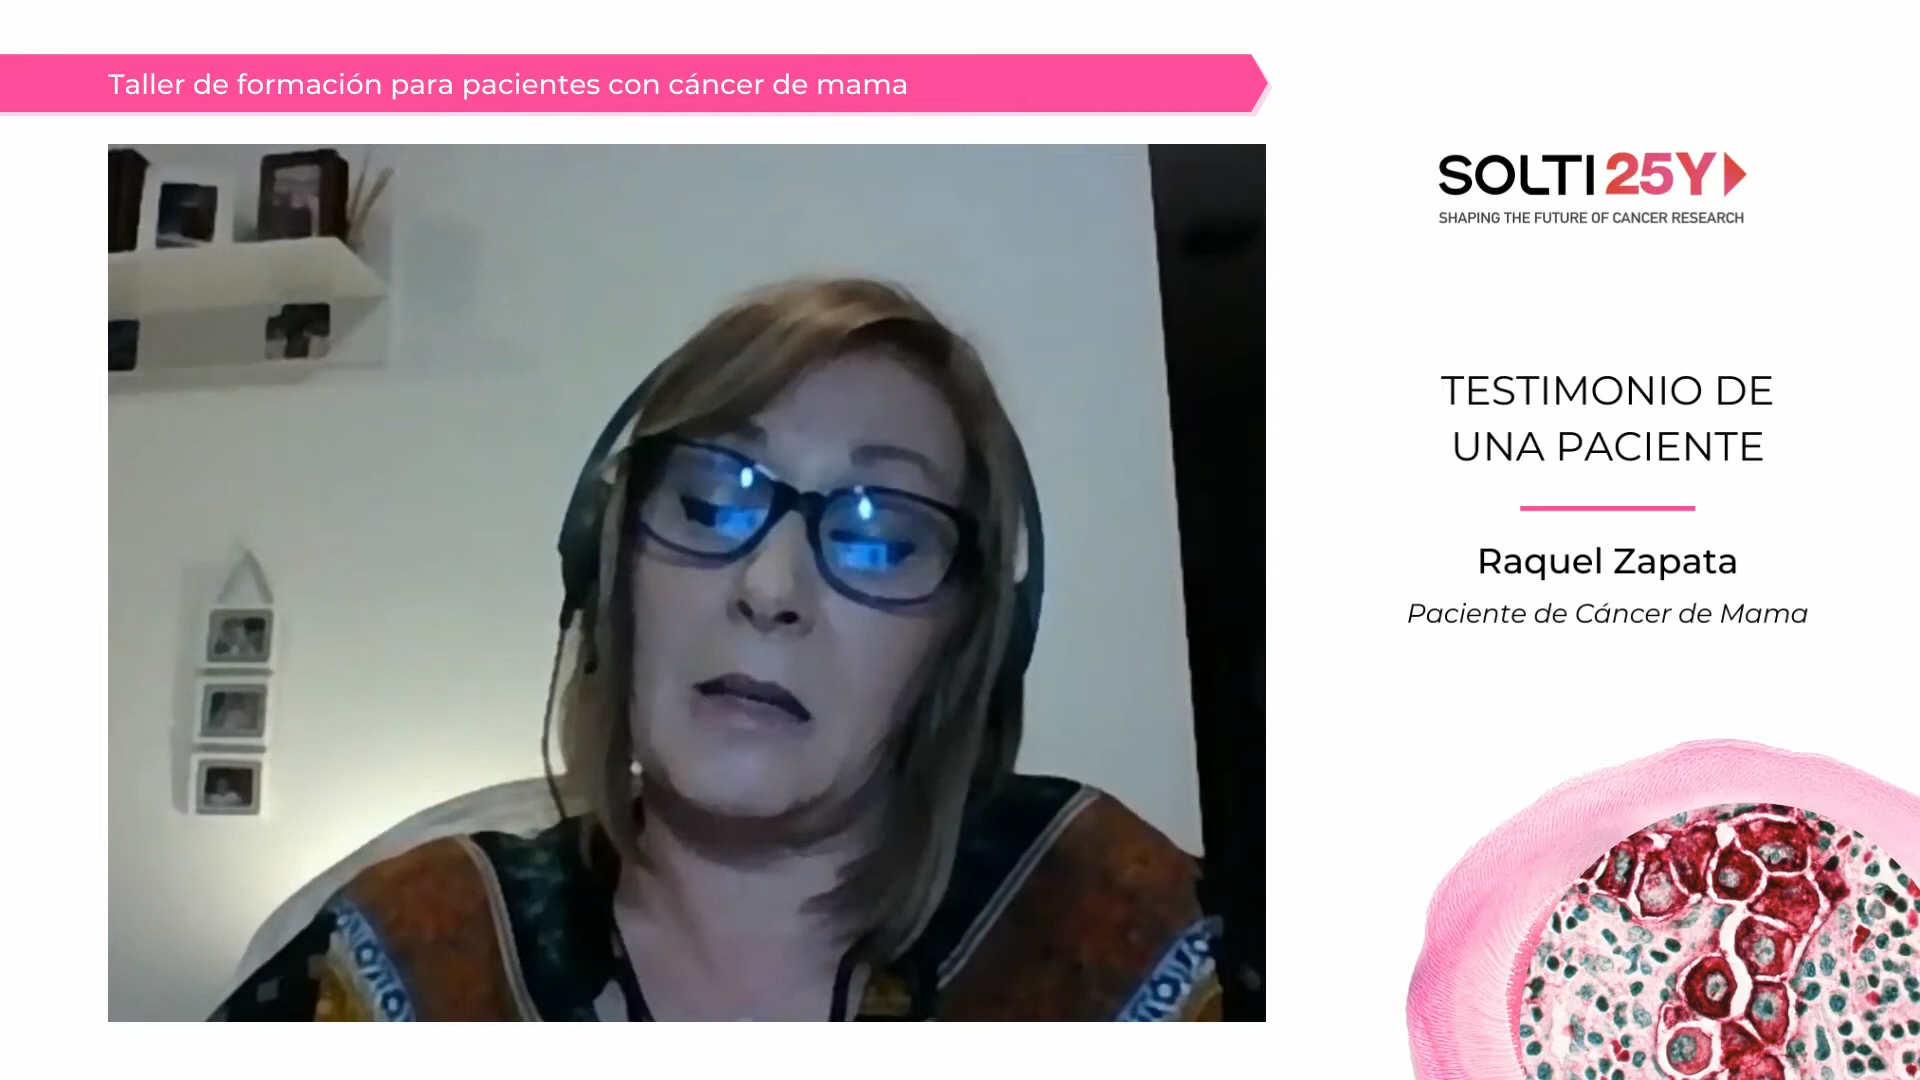 Taller de formación para pacientes con cáncer de mama
SOLTI 25Y
SHAPING THE FUTURE OF CANCER RESEARCH
TESTIMONIO DE
UNA PACIENTE
Raquel Zapata
Paciente de Cáncer de Mama